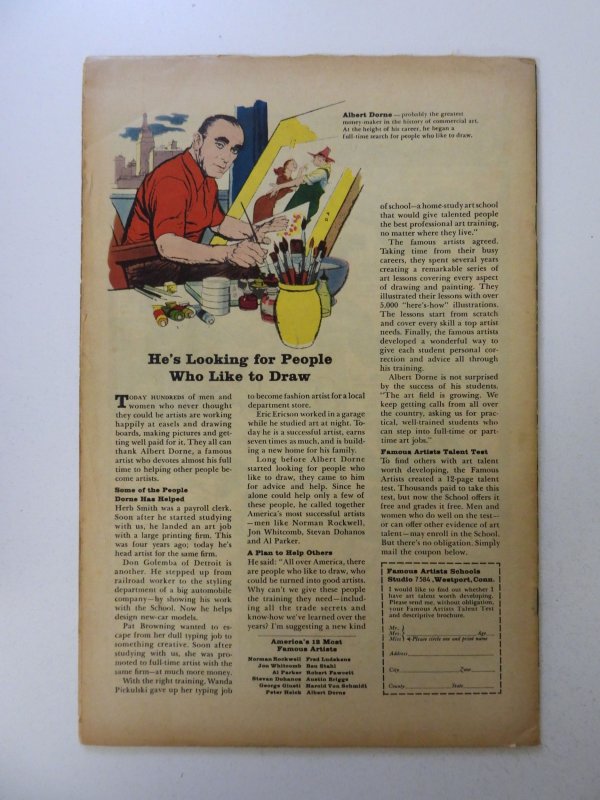 Albert Dorne — probably the greatest
money-maker in the history of commercial art.
At the height of his career, he began a
full-time search for people who like to draw.
He's Looking for People
Who Like to Draw
TODAY HUNDREDS of men and
women who never thought
they could be artists are working
happily at easels and drawing
boards, making pictures and get-
ting well paid for it. They all can
thank Albert Dorne, a famous
artist who devotes almost his full
time to helping other people be-
come artists.
Some of the People
Dorne Has Helped
Herb Smith was a payroll clerk.
Soon after he started studying
with us, he landed an art job
with a large printing firm. This
was four years ago; today he's
head artist for the same firm.
Don Golemba of Detroit is
another. He stepped up from
railroad worker to the styling
department of a big automobile
company—by showing his work
with the School. Now he helps
design new-car models.
Pat Browning wanted to es-
cape from her dull typing job to
something creative. Soon after
studying with us, she was pro-
moted to full-time artist with the
same firm—at much more money.
With the right training, Wanda
Pickulski gave up her typing job
to become fashion artist for a local
department store.
Eric Ericson worked in a garage
while he studied art at night. To-
day he is a successful artist, earns
seven times as much, and is build-
ing a new home for his family.
Long before Albert Dorne
started looking for people who
like to draw, they came to him
for advice and help. Since he
alone could help only a few of
these people, he called together
America's most successful artists
—men like Norman Rockwell,
Jon Whitcomb, Stevan Dohanos
and Al Parker.
A Plan to Help Others
He said: "All over America, there
are people who like to draw, who
could be turned into good artists.
Why can't we give these people
the training they need—includ-
ing all the trade secrets and
know-how we've learned over the
years? I'm suggesting a new kind
America's 12 Most
Famous Artists
Norman Rockwell Fred Ludekens
Jon Whitcomb Ben Stahl
Al Parker Robert Fawcett
Stevan Dohanos Austin Briggs
George Giusti Harold Von Schmidt
Peter Helck Albert Dorne
of school—a home-study art school
that would give talented people
the best professional art training,
no matter where they live."
The famous artists agreed.
Taking time from their busy
careers, they spent several years
creating a remarkable series of
art lessons covering every aspect
of drawing and painting. They
illustrated their lessons with over
5,000 "here's-how" illustrations.
The lessons start from scratch
and cover every skill a top artist
needs. Finally, the famous artists
developed a wonderful way to
give each student personal cor-
rection and advice all through
his training.
Albert Dorne is not surprised
by the success of his students.
"The art field is growing. We
keep getting calls from all over
the country, asking us for prac-
tical, well-trained students who
can step into full-time or part-
time art jobs."
Famous Artists Talent Test
To find others with art talent
worth developing, the Famous
Artists created a 12-page talent
test. Thousands paid to take this
test, but now the School offers it
free and grades it free. Men and
women who do well on the test—
or can offer other evidence of art
talent—may enroll in the School.
But there's no obligation. Simply
mail the coupon below.
Famous Artists Schools
Studio 7584, Westport, Conn.
I would like to find out whether I
have art talent worth developing.
Please send me, without obligation,
your Famous Artists Talent Test
and descriptive brochure.
Mr.
Mrs. Age
Miss Please circle one and print name
Address
City Zone
County State